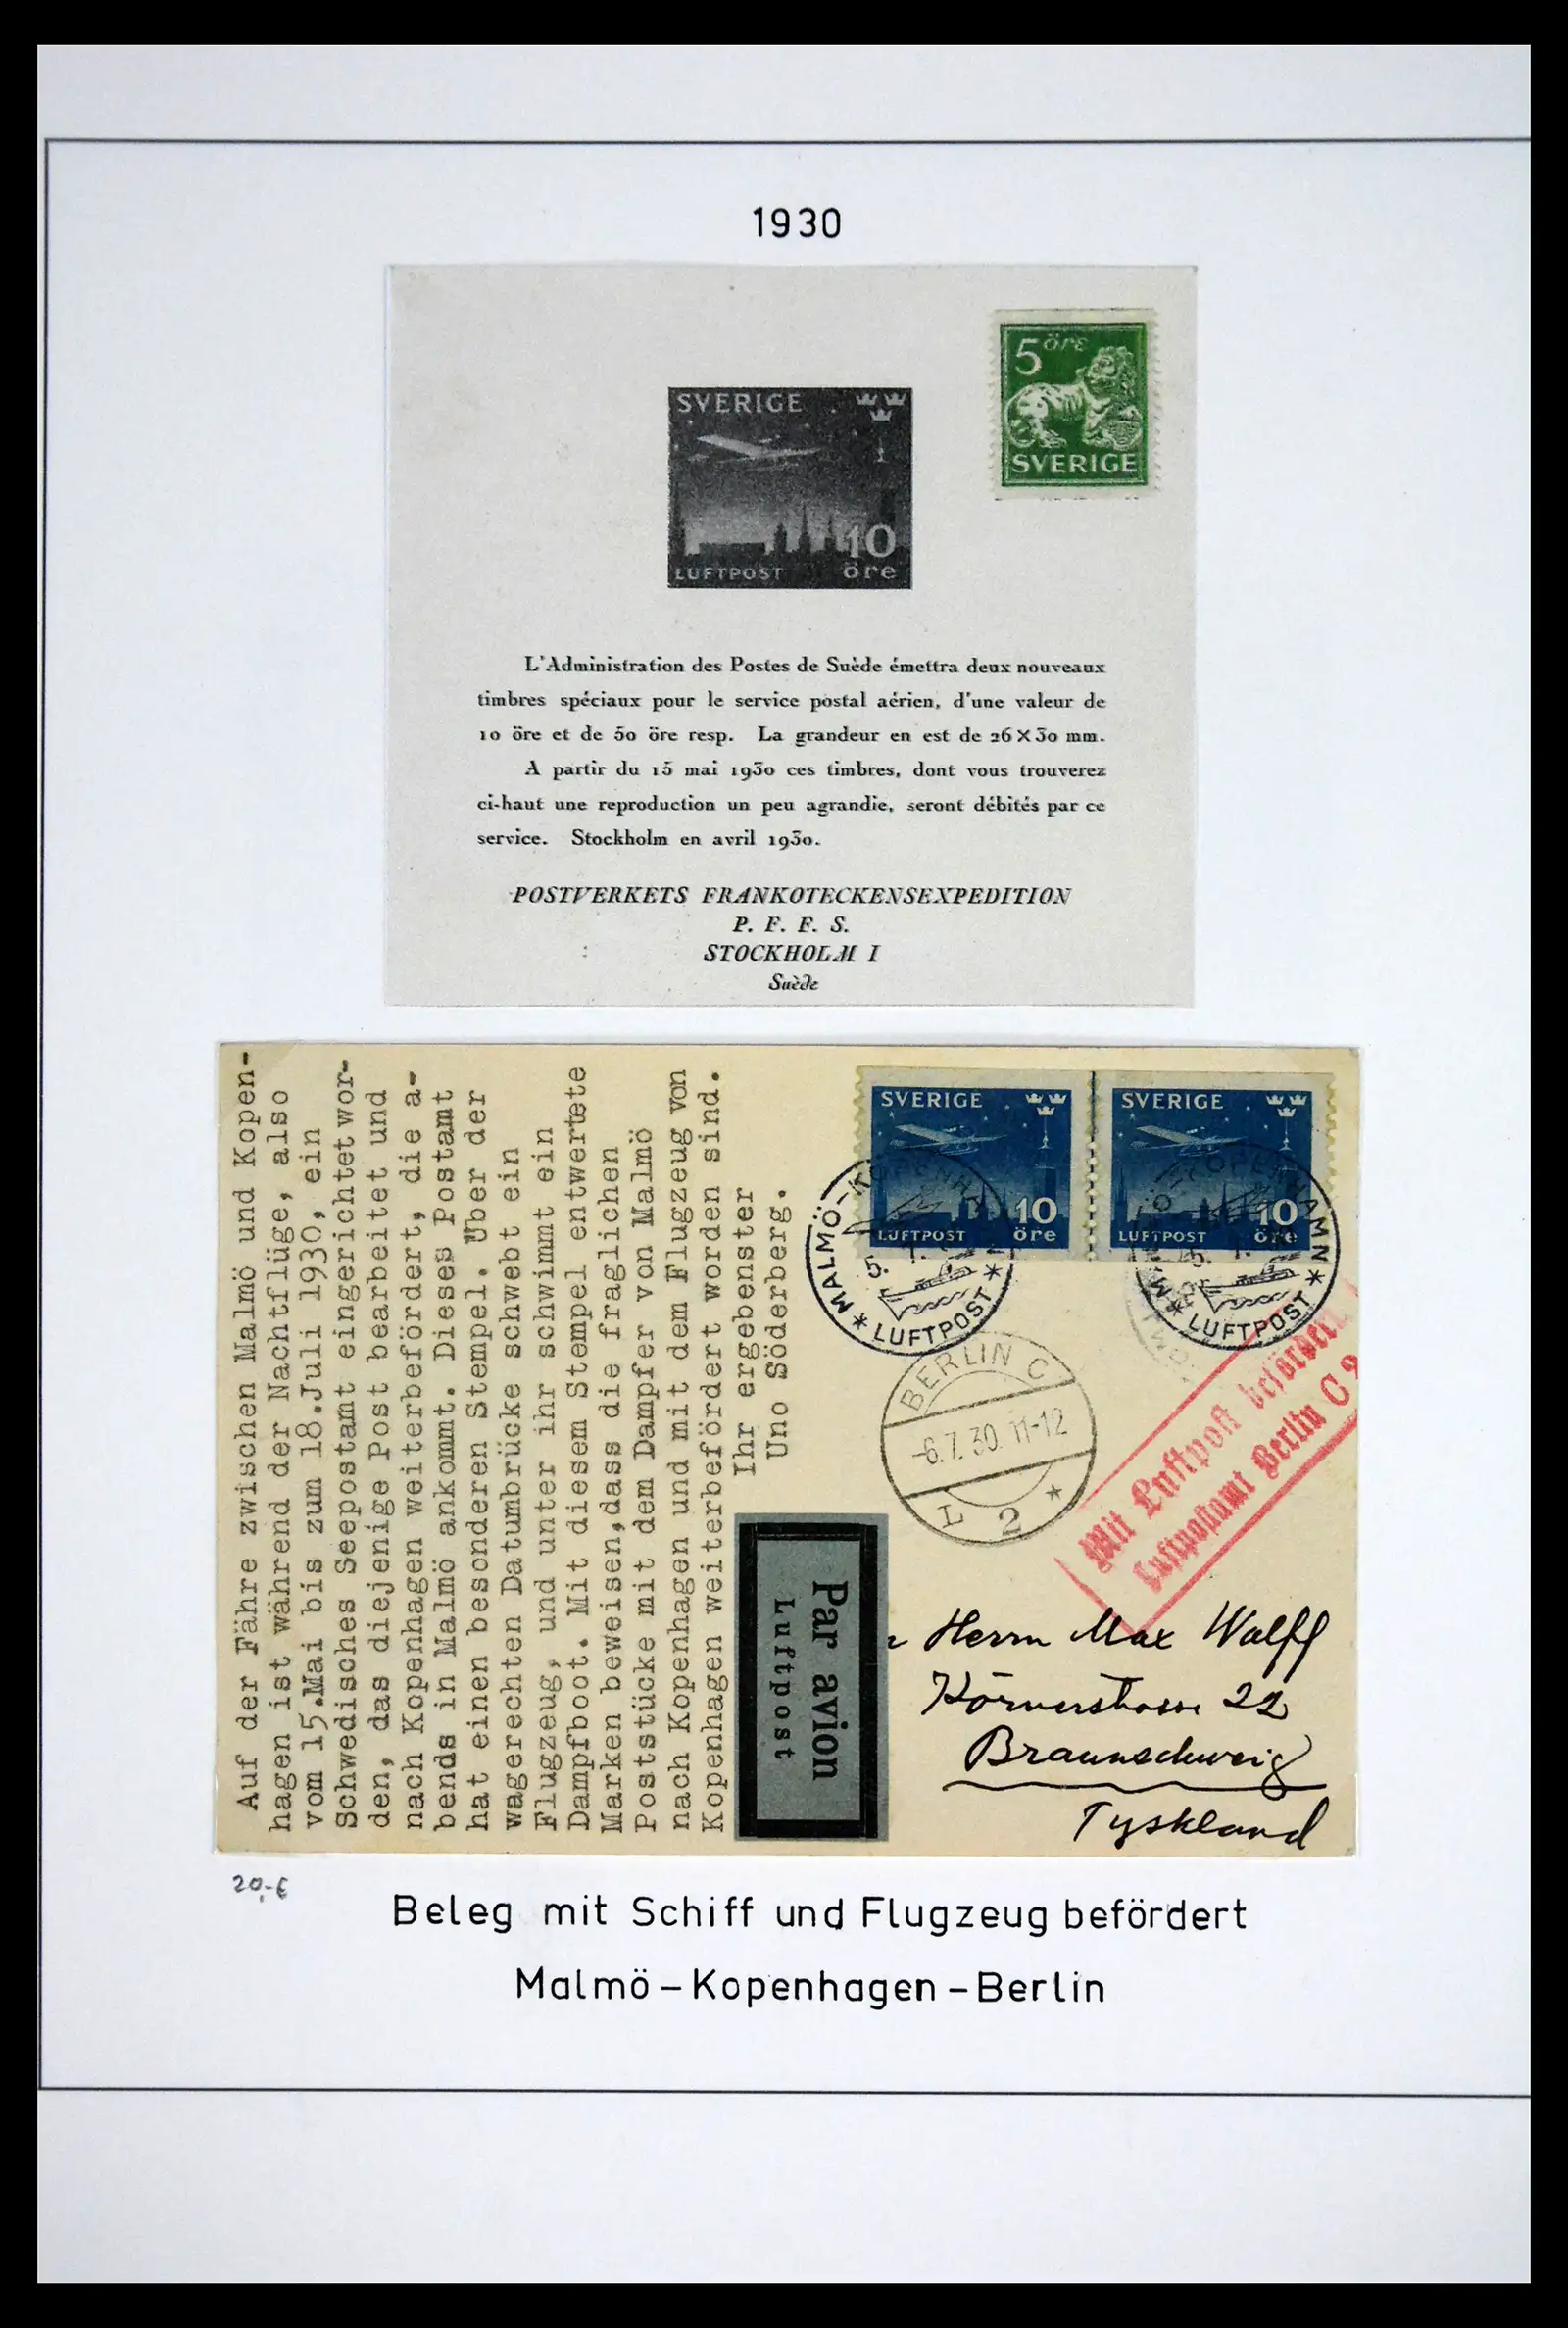 1930
5 öre
SVERIGE
SVERIGE
10
LUFTPOST öre
L'Administration des Postes de Suède émettra deux nouveaux
timbres spéciaux pour le service postal aérien, d'une valeur de
10 öre et de 50 öre resp. La grandeur en est de 26×30 mm.
A partir du 15 mai 1930 ces timbres, dont vous trouverez
ci-haut une reproduction un peu agrandie, seront débités par ce
service. Stockholm en avril 1930.
POSTVERKETS FRANKOTECKENSEXPEDITION
P. F. F. S.
STOCKHOLM I
Suède
Auf der Fähre zwischen Malmö und Kopen-
hagen ist während der Nachtflüge, also
vom 15.Mai bis zum 18.Juli 1930, ein
Schwedisches Seepostamt eingerichtet wor-
den, das diejenige Post bearbeitet und
nach Kopenhagen weiterbefördert, die a-
bends in Malmö ankommt. Dieses Postamt
hat einen besonderen Stempel. Über der
wagerechten Datumbrücke schwebt ein
Flugzeug, und unter ihr schwimmt ein
Dampfboot. Mit diesem Stempel entwertete
Marken beweisen,dass die fraglichen
Poststücke mit dem Dampfer von Malmö
nach Kopenhagen und mit dem Flugzeug von
Kopenhagen weiterbefördert worden sind.
Ihr ergebenster
Uno Söderberg.
SVERIGE
10
LUFTPOST öre
SVERIGE
10
LUFTPOST öre
MALMÖ-KÖPENHAMN
5. 7.
* LUFTPOST *
KÖPENHAMN
* LUFTPOST *
BERLIN C
-6.7.30. 11-12
L 2 *
Mit Luftpost befördert
Luftpostamt Berlin C 2
Par avion
Luftpost
Herrn Max Wolff
Körnerstrasse 22
Braunschweig
Tyskland
20,-€
Beleg mit Schiff und Flugzeug befördert
Malmö – Kopenhagen – Berlin